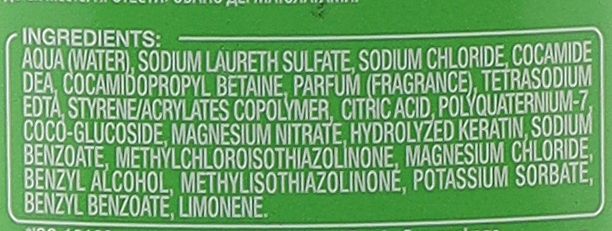 INGREDIENTS:
AQUA (WATER), SODIUM LAURETH SULFATE, SODIUM CHLORIDE, COCAMIDE
DEA, COCAMIDOPROPYL BETAINE, PARFUM (FRAGRANCE), TETRASODIUM
EDTA, STYRENE/ACRYLATES COPOLYMER, CITRIC ACID, POLYQUATERNIUM-7,
COCO-GLUCOSIDE, MAGNESIUM NITRATE, HYDROLYZED KERATIN, SODIUM
BENZOATE, METHYLCHLOROISOTHIAZOLINONE, MAGNESIUM CHLORIDE,
BENZYL ALCOHOL, METHYLISOTHIAZOLINONE, POTASSIUM SORBATE,
BENZYL BENZOATE, LIMONENE.